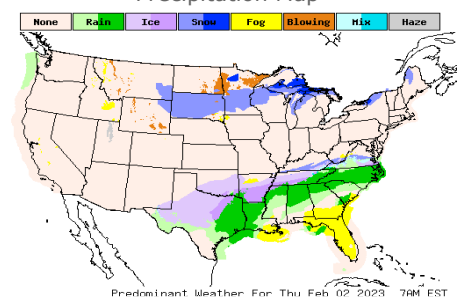 Precipitation Map
None Rain Ice Snow Fog Blowing Mix Haze
Predominant Weather For Thu Feb 02 2023 7AM EST